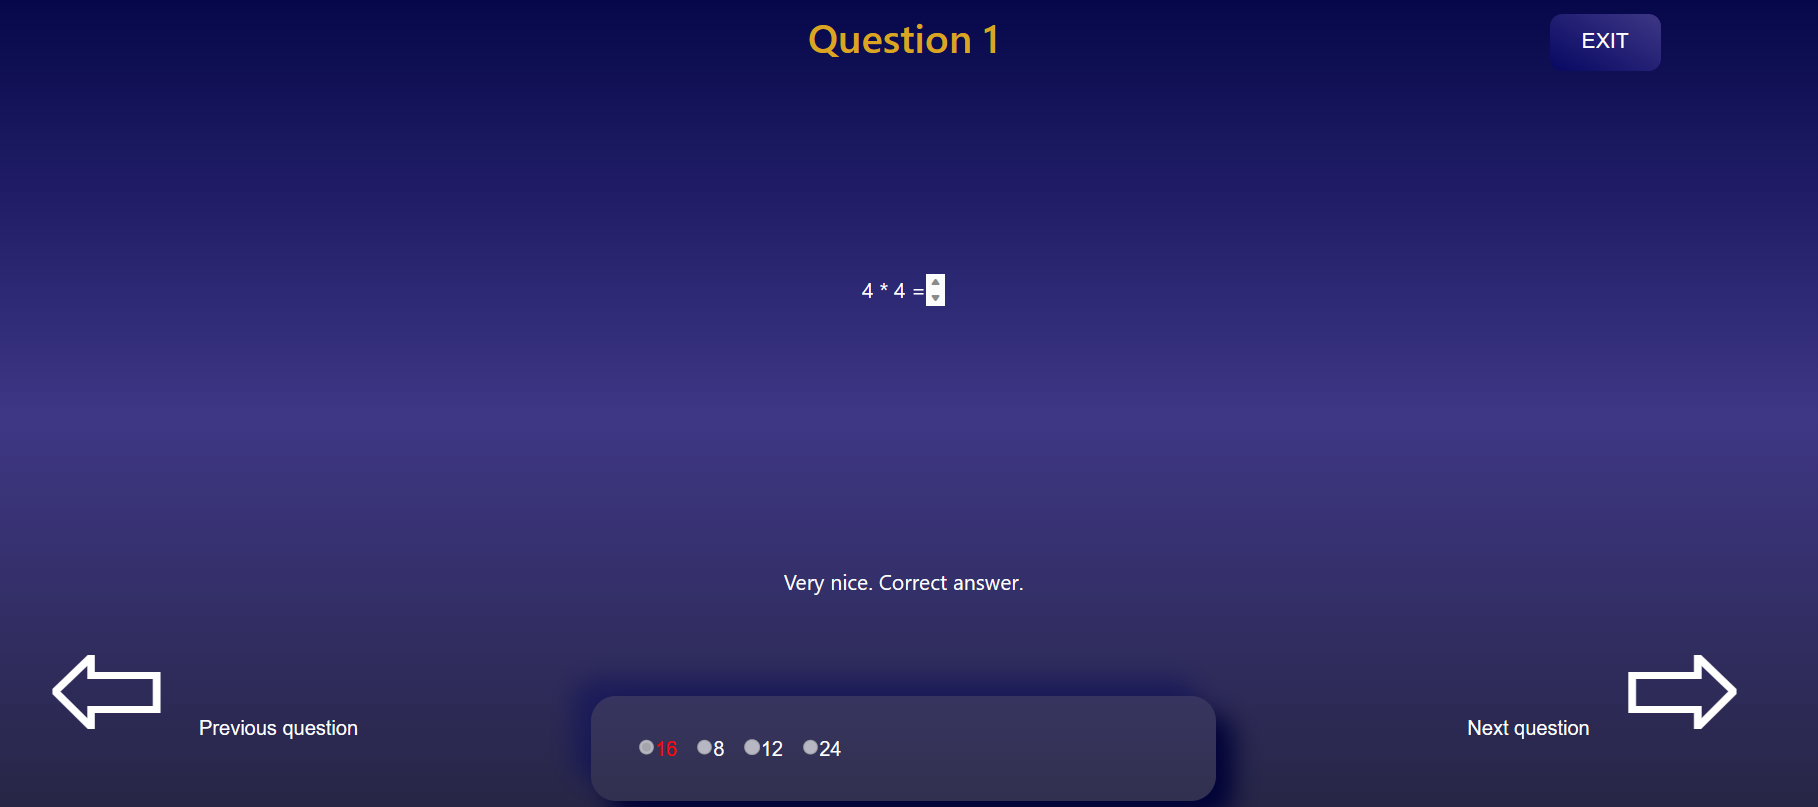 Question 1
EXIT
4 * 4 =
Very nice. Correct answer.
Previous question
Next question
16 8 12 24